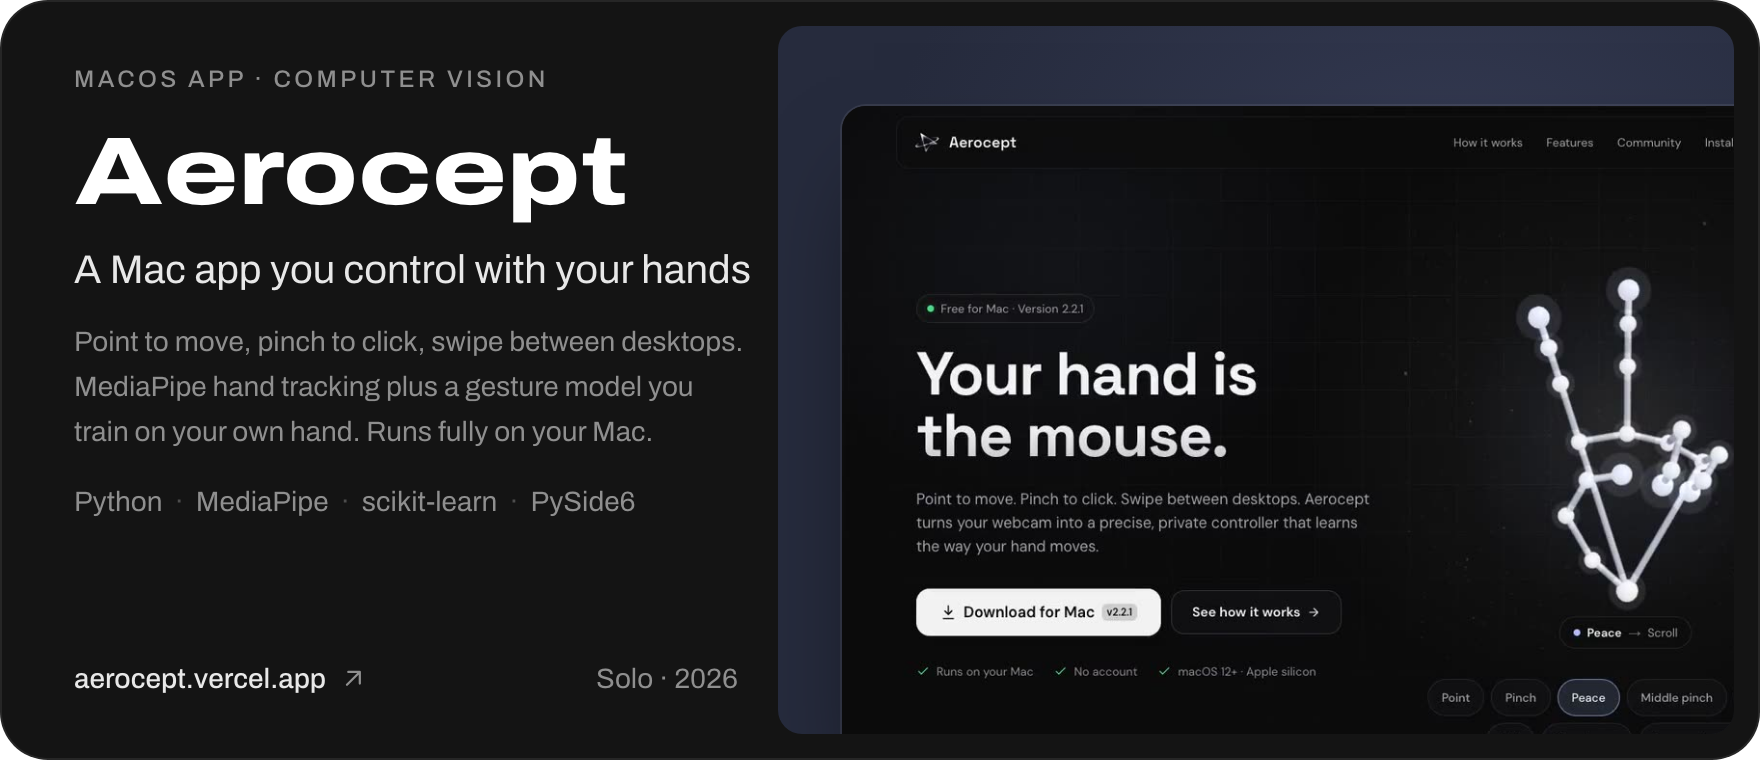 MACOS APP · COMPUTER VISION
Aerocept
A Mac app you control with your hands
Point to move, pinch to click, swipe between desktops.
MediaPipe hand tracking plus a gesture model you
train on your own hand. Runs fully on your Mac.
Python · MediaPipe · scikit-learn · PySide6
aerocept.vercel.app ↗
Solo · 2026
Aerocept
How it works Features Community Instal
Free for Mac · Version 2.2.1
Your hand is
the mouse.
Point to move. Pinch to click. Swipe between desktops. Aerocept
turns your webcam into a precise, private controller that learns
the way your hand moves.
Download for Mac v2.2.1
See how it works →
✓ Runs on your Mac ✓ No account ✓ macOS 12+ · Apple silicon
Peace → Scroll
Point Pinch Peace Middle pinch